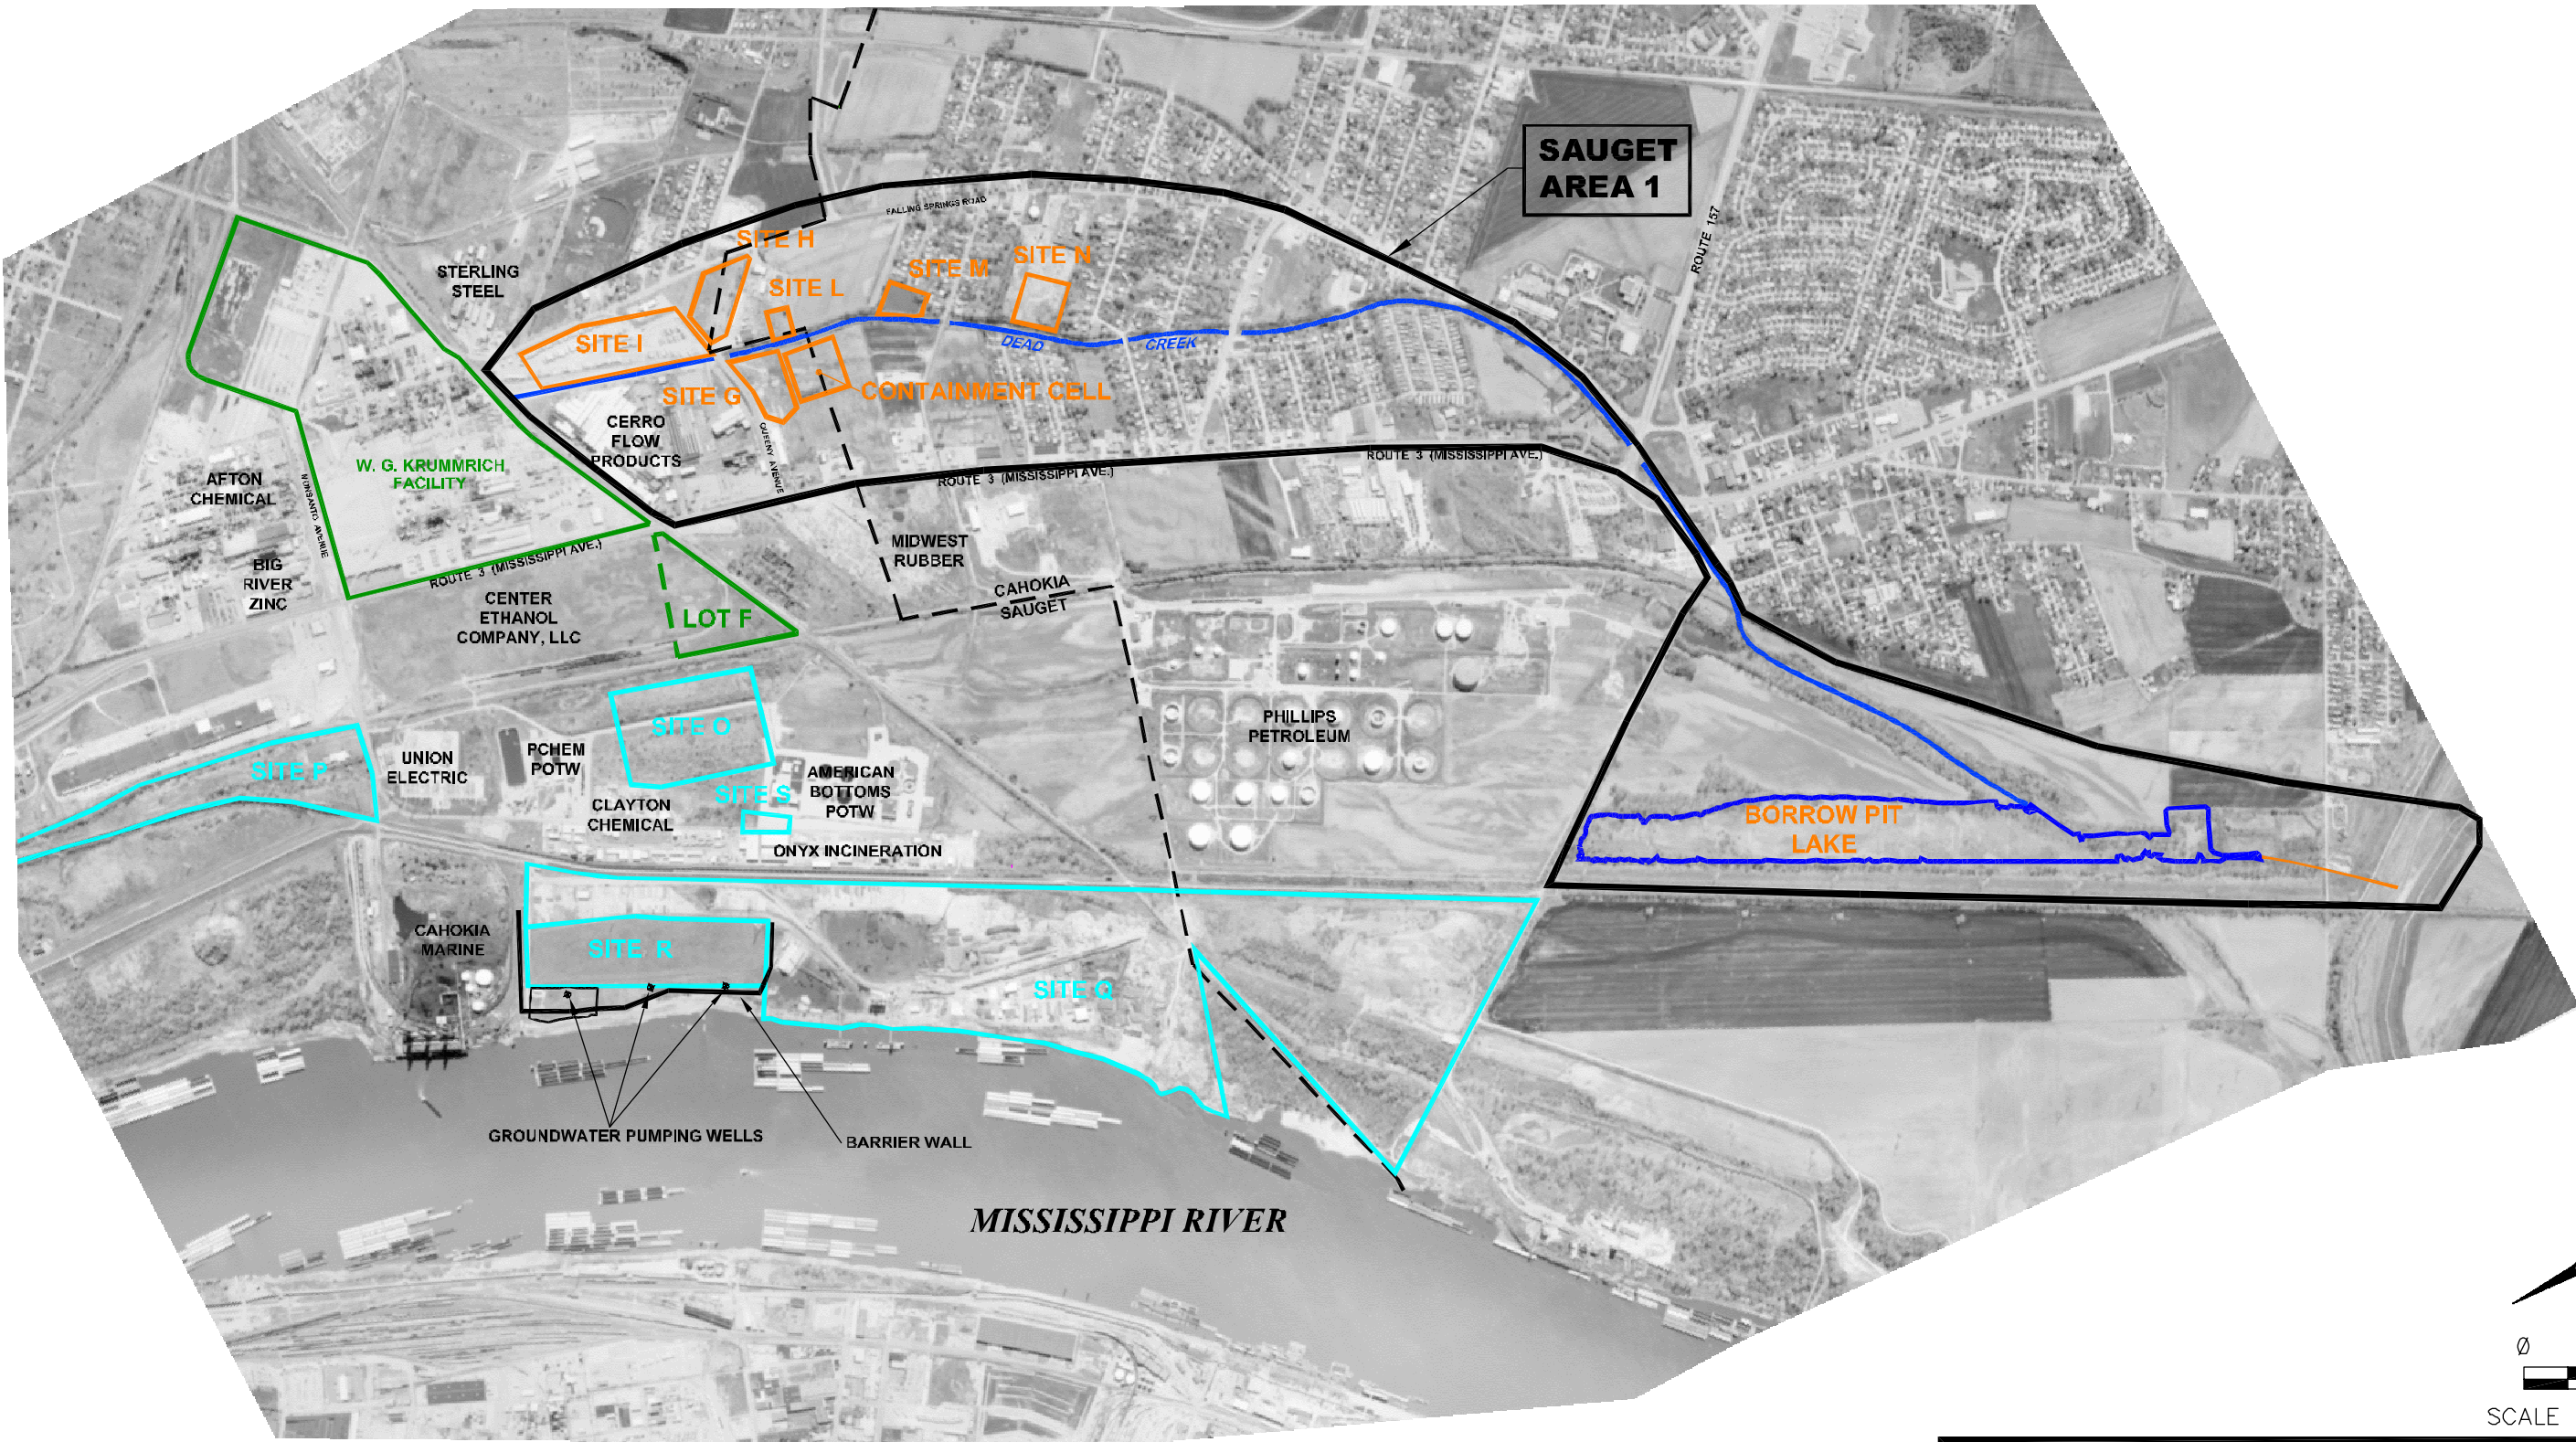 SAUGET
AREA 1
FALLING SPRINGS ROAD
ROUTE 157
SITE H
SITE M
SITE N
SITE L
STERLING
STEEL
SITE I
DEAD CREEK
SITE G
CONTAINMENT CELL
CERRO
FLOW
PRODUCTS
QUEENY AVENUE
ROUTE 3 (MISSISSIPPI AVE.)
ROUTE 3 (MISSISSIPPI AVE.)
W. G. KRUMMRICH
FACILITY
AFTON
CHEMICAL
MONSANTO AVENUE
MIDWEST
RUBBER
ROUTE 3 (MISSISSIPPI AVE.)
BIG
RIVER
ZINC
CENTER
ETHANOL
COMPANY, LLC
LOT F
CAHOKIA
SAUGET
SITE O
PHILLIPS
PETROLEUM
SITE P
UNION
ELECTRIC
PCHEM
POTW
AMERICAN
BOTTOMS
POTW
SITE S
CLAYTON
CHEMICAL
ONYX INCINERATION
BORROW PIT
LAKE
CAHOKIA
MARINE
SITE R
SITE Q
GROUNDWATER PUMPING WELLS
BARRIER WALL
MISSISSIPPI RIVER
Ø
SCALE